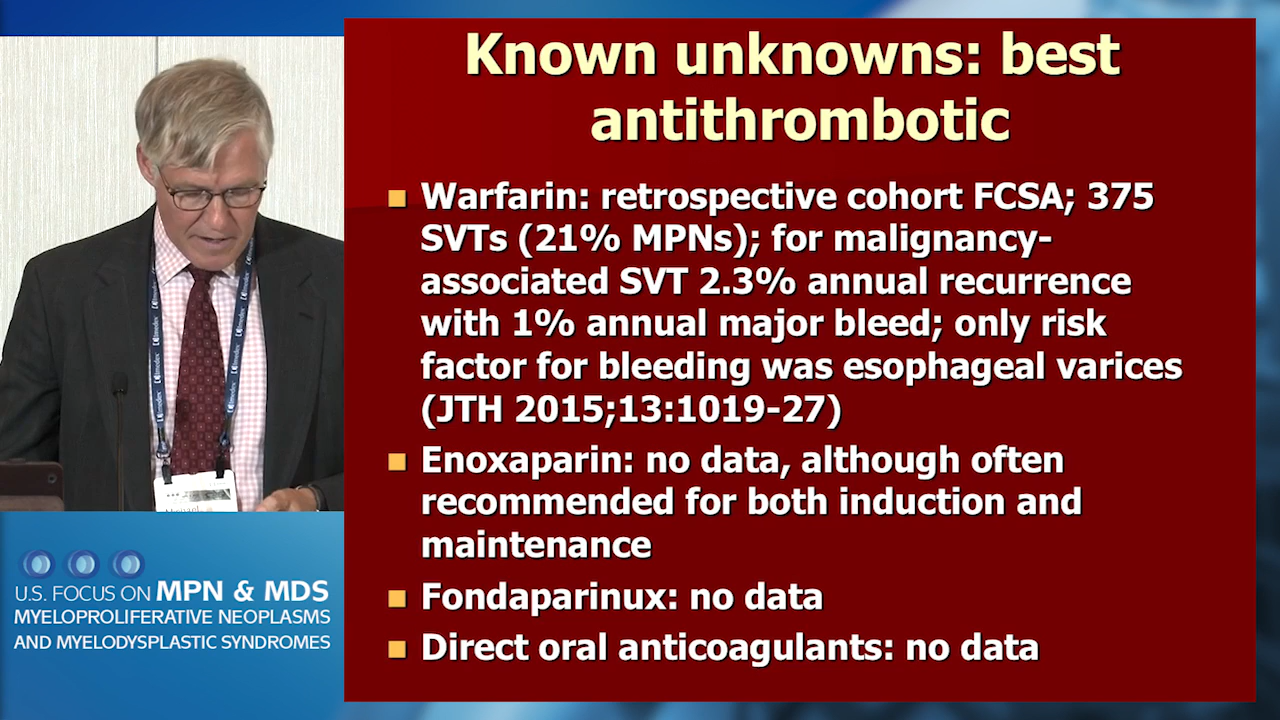 Known unknowns: best
antithrombotic
Warfarin: retrospective cohort FCSA; 375
SVTs (21% MPNs); for malignancy-
associated SVT 2.3% annual recurrence
with 1% annual major bleed; only risk
factor for bleeding was esophageal varices
(JTH 2015;13:1019-27)
Enoxaparin: no data, although often
recommended for both induction and
maintenance
Fondaparinux: no data
Direct oral anticoagulants: no data
imedex
U.S. FOCUS ON MPN & MDS
MYELOPROLIFERATIVE NEOPLASMS
AND MYELODYSPLASTIC SYNDROMES